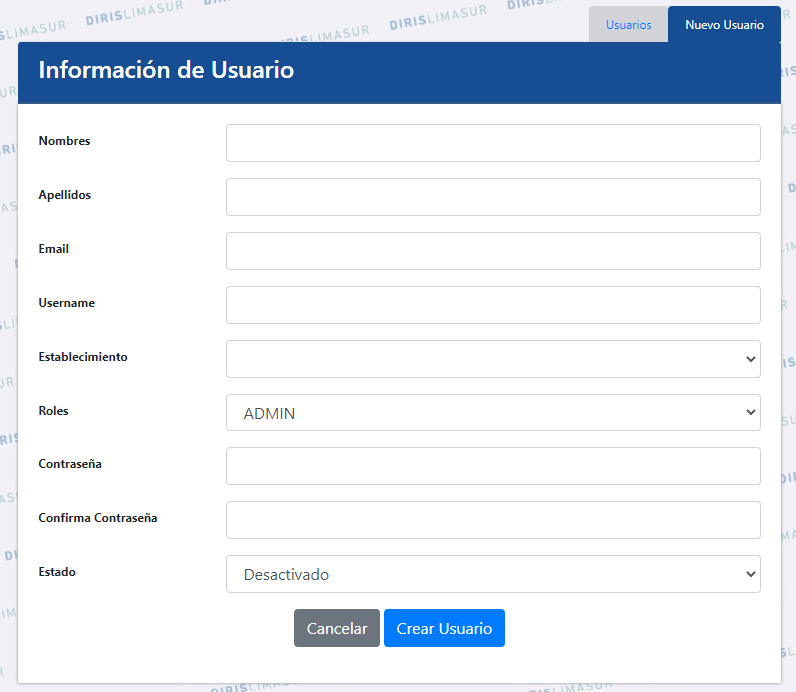 DIRISLIMASUR
DIRISLIMASUR
DIRISLIMASUR
Usuarios
Nuevo Usuario
Información de Usuario
Nombres
Apellidos
Email
Username
Establecimiento
Roles
ADMIN
Contraseña
Confirma Contraseña
Estado
Desactivado
Cancelar
Crear Usuario